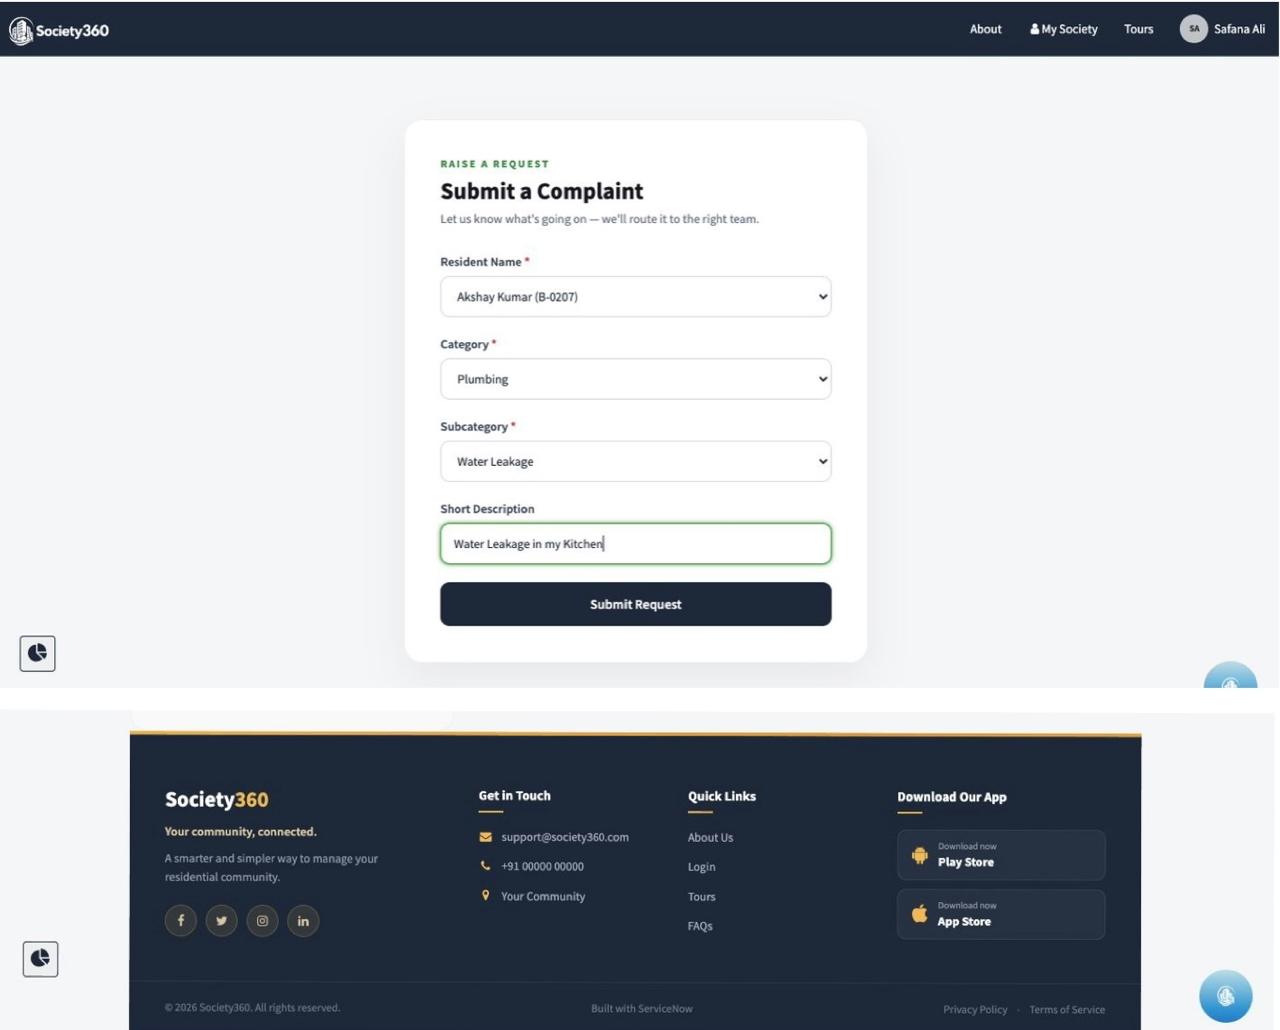 Society360
About
My Society
Tours
SA
Safana Ali
RAISE A REQUEST
Submit a Complaint
Let us know what's going on — we'll route it to the right team.
Resident Name *
Akshay Kumar (B-0207)
Category *
Plumbing
Subcategory *
Water Leakage
Short Description
Water Leakage in my Kitchen
Submit Request
Society360
Your community, connected.
A smarter and simpler way to manage your
residential community.
Get in Touch
support@society360.com
+91 00000 00000
Your Community
Quick Links
About Us
Login
Tours
FAQs
Download Our App
Download now
Play Store
Download now
App Store
© 2026 Society360. All rights reserved.
Built with ServiceNow
Privacy Policy · Terms of Service